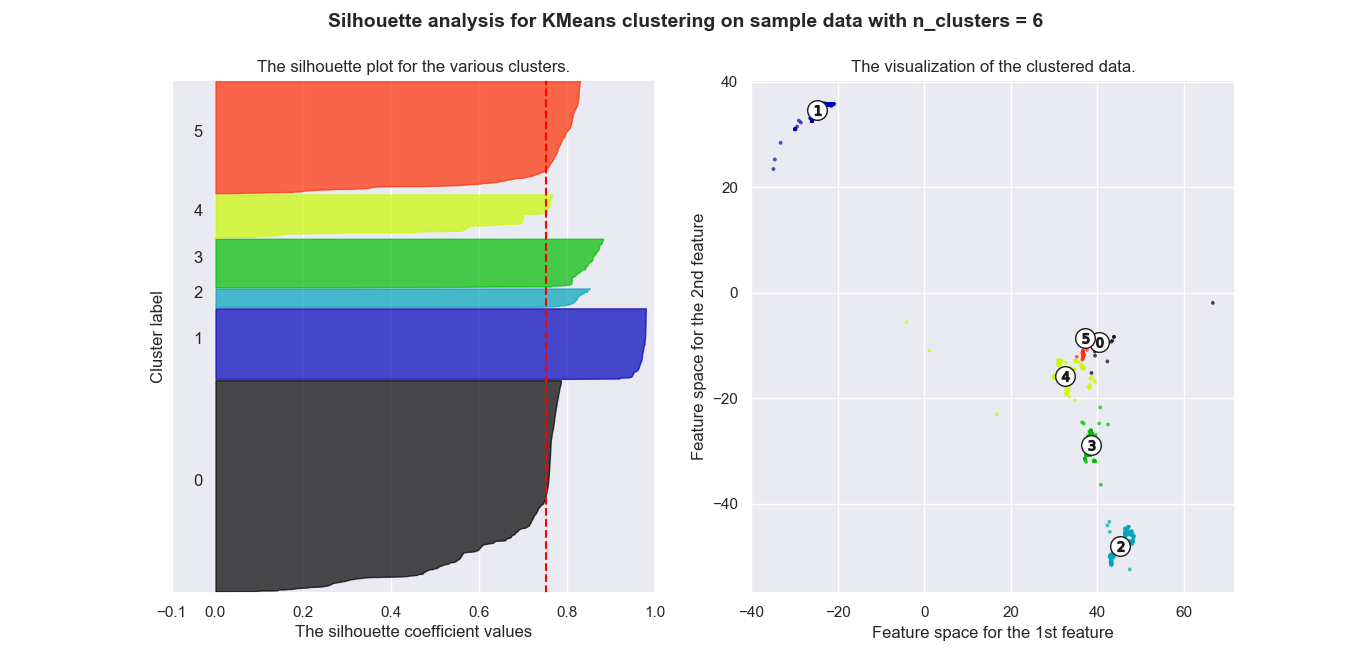 Silhouette analysis for KMeans clustering on sample data with n_clusters = 6
The silhouette plot for the various clusters.
5
4
3
2
1
0
Cluster label
−0.1 0.0 0.2 0.4 0.6 0.8 1.0
The silhouette coefficient values
The visualization of the clustered data.
40
20
0
−20
−40
Feature space for the 2nd feature
1
5 0
4
3
2
−40 −20 0 20 40 60
Feature space for the 1st feature